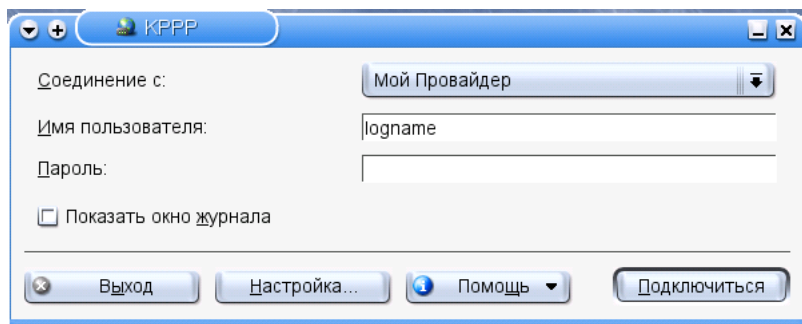 KPPP
Соединение с: Мой Провайдер
Имя пользователя: logname
Пароль:
Показать окно журнала
Выход Настройка... Помощь Подключиться